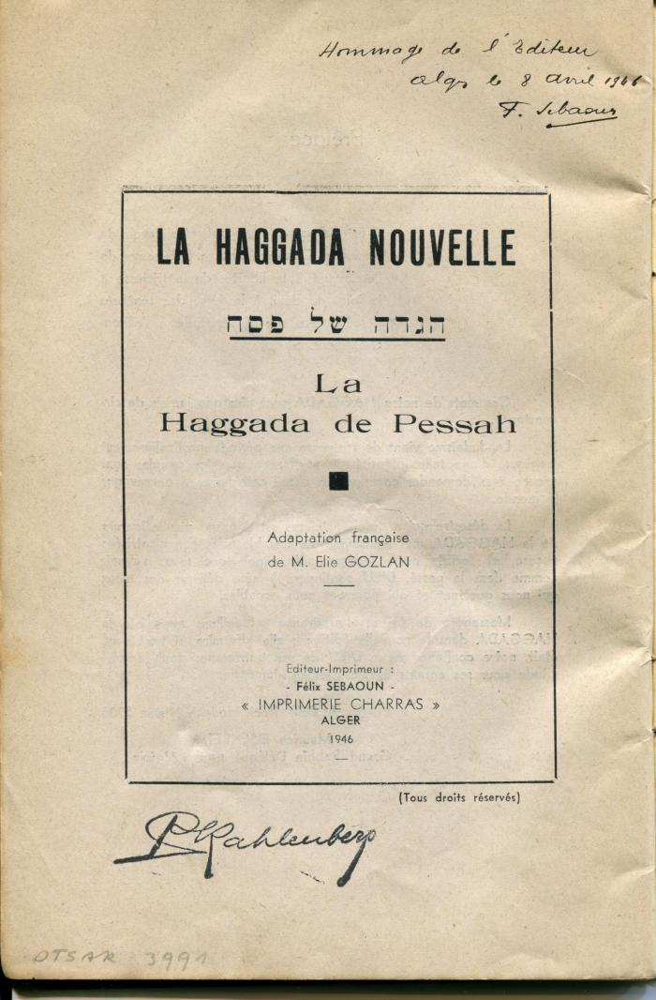 Hommage de l'Editeur
Alger le 8 avril 1946
F. Sebaoun
LA HAGGADA NOUVELLE
הגדה של פסח
La
Haggada de Pessah
Adaptation française
de M. Elie GOZLAN
Editeur-Imprimeur :
- Félix SEBAOUN -
« IMPRIMERIE CHARRAS »
ALGER
1946
(Tous droits réservés)
Kahlenberg
OTSAR 3991